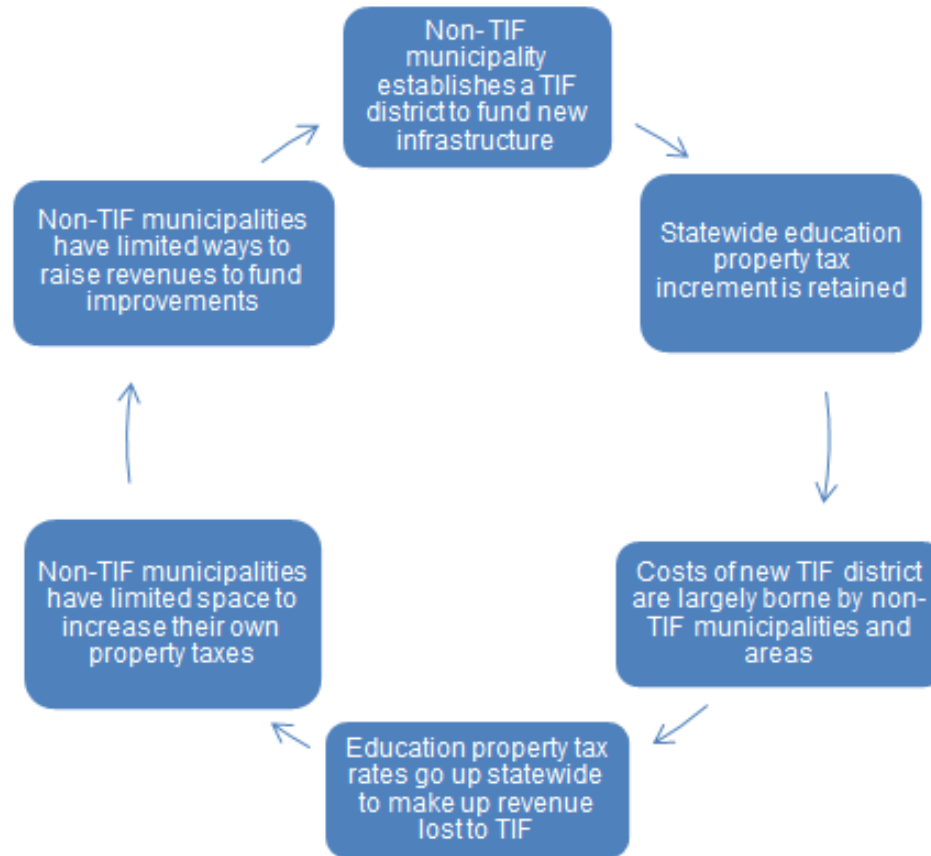 Non- TIF
municipality
establishes a TIF
district to fund new
infrastructure
Statewide education
property tax
increment is retained
Costs of new TIF district
are largely borne by non-
TIF municipalities and
areas
Education property tax
rates go up statewide
to make up revenue
lost to TIF
Non-TIF municipalities
have limited space to
increase their own
property taxes
Non-TIF municipalities
have limited ways to
raise revenues to fund
improvements